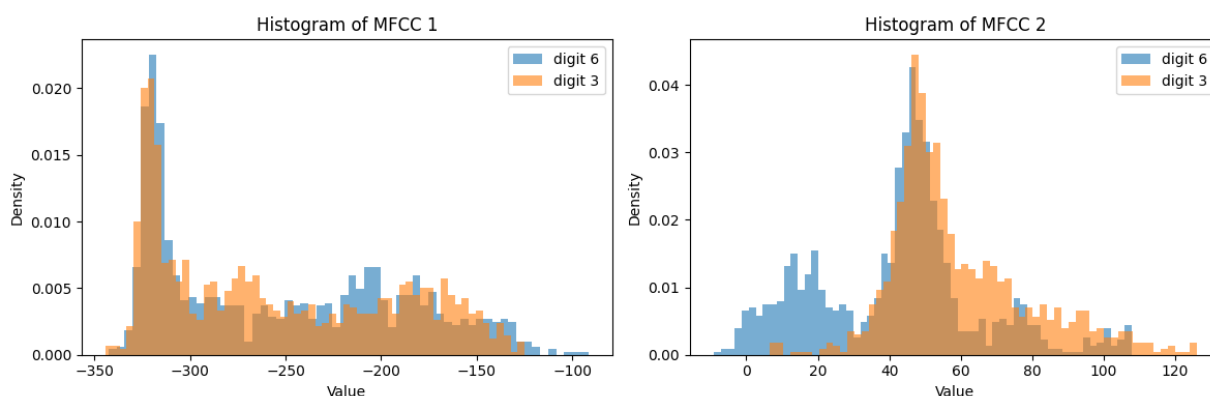 Histogram of MFCC 1
digit 6
digit 3
0.020
0.015
0.010
0.005
0.000
Density
−350
−300
−250
−200
−150
−100
Value
Histogram of MFCC 2
digit 6
digit 3
0.04
0.03
0.02
0.01
0.00
Density
0
20
40
60
80
100
120
Value